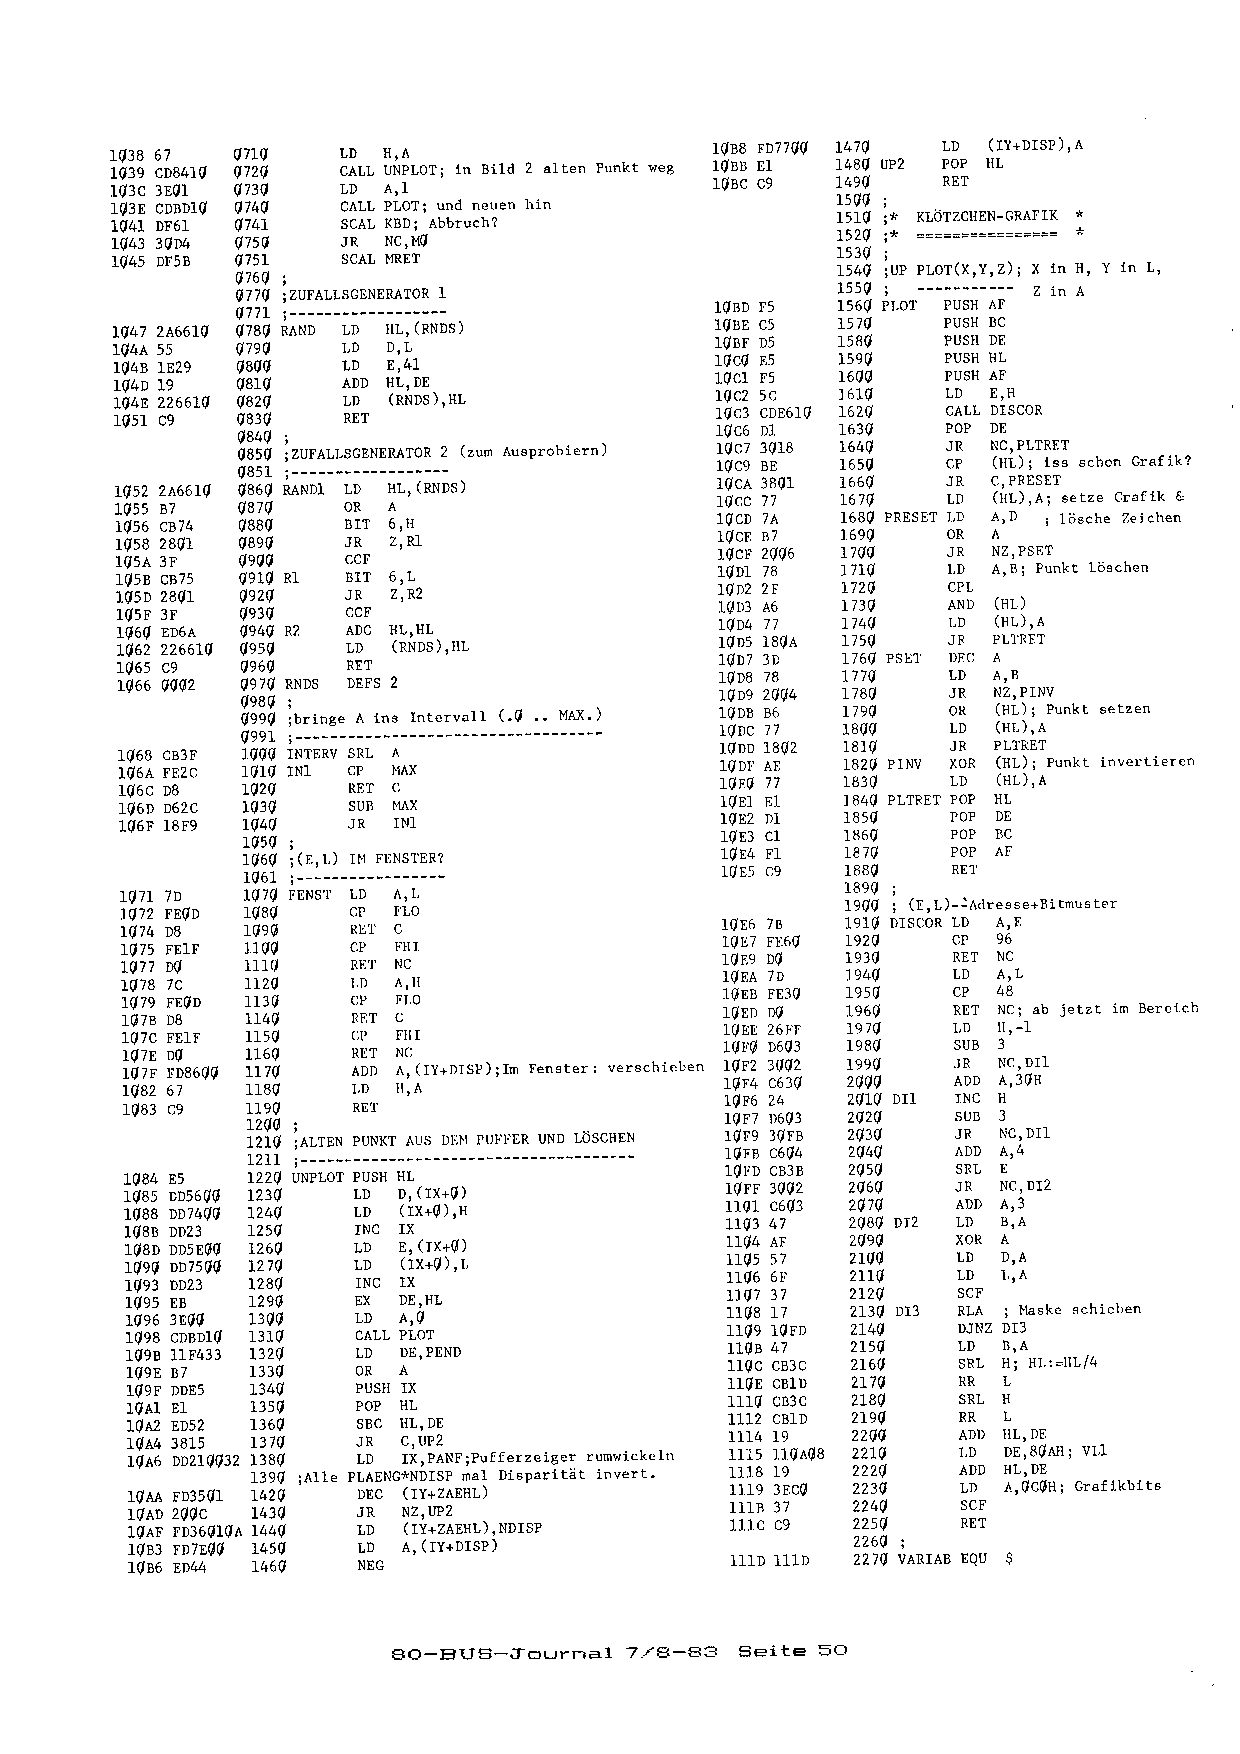 1038 67 0710 LD H,A
1039 CD8410 0720 CALL UNPLOT; in Bild 2 alten Punkt weg
103C 3E01 0730 LD A,1
103E CDBD10 0740 CALL PLOT; und neuen hin
1041 DF61 0741 SCAL KBD; Abbruch?
1043 30D4 0750 JR NC,M0
1045 DF5B 0751 SCAL MRET
0760 ;
0770 ;ZUFALLSGENERATOR 1
0771 ;------------------
1047 2A6610 0780 RAND LD HL,(RNDS)
104A 55 0790 LD D,L
104B 1E29 0800 LD E,41
104D 19 0810 ADD HL,DE
104E 226610 0820 LD (RNDS),HL
1051 C9 0830 RET
0840 ;
0850 ;ZUFALLSGENERATOR 2 (zum Ausprobiern)
0851 ;------------------
1052 2A6610 0860 RAND1 LD HL,(RNDS)
1055 B7 0870 OR A
1056 CB74 0880 BIT 6,H
1058 2801 0890 JR Z,R1
105A 3F 0900 CCF
105B CB75 0910 R1 BIT 6,L
105D 2801 0920 JR Z,R2
105F 3F 0930 CCF
1060 ED6A 0940 R2 ADC HL,HL
1062 226610 0950 LD (RNDS),HL
1065 C9 0960 RET
1066 0002 0970 RNDS DEFS 2
0980 ;
0990 ;bringe A ins Intervall (.0 .. MAX.)
0991 ;-----------------------------------
1068 CB3F 1000 INTERV SRL A
106A FE2C 1010 IN1 CP MAX
106C D8 1020 RET C
106D D62C 1030 SUB MAX
106F 18F9 1040 JR IN1
1050 ;
1060 ;(E,L) IM FENSTER?
1061 ;-----------------
1071 7D 1070 FENST LD A,L
1072 FE0D 1080 CP FLO
1074 D8 1090 RET C
1075 FE1F 1100 CP FHI
1077 D0 1110 RET NC
1078 7C 1120 LD A,H
1079 FE0D 1130 CP FLO
107B D8 1140 RET C
107C FE1F 1150 CP FHI
107E D0 1160 RET NC
107F FD8600 1170 ADD A,(IY+DISP);Im Fenster: verschieben
1082 67 1180 LD H,A
1083 C9 1190 RET
1200 ;
1210 ;ALTEN PUNKT AUS DEM PUFFER UND LÖSCHEN
1211 ;--------------------------------------
1084 E5 1220 UNPLOT PUSH HL
1085 DD5600 1230 LD D,(IX+0)
1088 DD7400 1240 LD (IX+0),H
108B DD23 1250 INC IX
108D DD5E00 1260 LD E,(IX+0)
1090 DD7500 1270 LD (IX+0),L
1093 DD23 1280 INC IX
1095 EB 1290 EX DE,HL
1096 3E00 1300 LD A,0
1098 CDBD10 1310 CALL PLOT
109B 11F433 1320 LD DE,PEND
109E B7 1330 OR A
109F DDE5 1340 PUSH IX
10A1 E1 1350 POP HL
10A2 ED52 1360 SBC HL,DE
10A4 3815 1370 JR C,UP2
10A6 DD210032 1380 LD IX,PANF;Pufferzeiger rumwickeln
1390 ;Alle PLAENG*NDISP mal Disparität invert.
10AA FD3501 1420 DEC (IY+ZAEHL)
10AD 200C 1430 JR NZ,UP2
10AF FD36010A 1440 LD (IY+ZAEHL),NDISP
10B3 FD7E00 1450 LD A,(IY+DISP)
10B6 ED44 1460 NEG
10B8 FD7700 1470 LD (IY+DISP),A
10BB E1 1480 UP2 POP HL
10BC C9 1490 RET
1500 ;
1510 ;* KLÖTZCHEN-GRAFIK *
1520 ;* ================ *
1530 ;
1540 ;UP PLOT(X,Y,Z); X in H, Y in L,
1550 ; ----------- Z in A
10BD F5 1560 PLOT PUSH AF
10BE C5 1570 PUSH BC
10BF D5 1580 PUSH DE
10C0 E5 1590 PUSH HL
10C1 F5 1600 PUSH AF
10C2 5C 1610 LD E,H
10C3 CDE610 1620 CALL DISCOR
10C6 D1 1630 POP DE
10C7 3018 1640 JR NC,PLTRET
10C9 BE 1650 CP (HL); iss schon Grafik?
10CA 3801 1660 JR C,PRESET
10CC 77 1670 LD (HL),A; setze Grafik &
10CD 7A 1680 PRESET LD A,D ; lösche Zeichen
10CE B7 1690 OR A
10CF 2006 1700 JR NZ,PSET
10D1 78 1710 LD A,B; Punkt löschen
10D2 2F 1720 CPL
10D3 A6 1730 AND (HL)
10D4 77 1740 LD (HL),A
10D5 180A 1750 JR PLTRET
10D7 3D 1760 PSET DEC A
10D8 78 1770 LD A,B
10D9 2004 1780 JR NZ,PINV
10DB B6 1790 OR (HL); Punkt setzen
10DC 77 1800 LD (HL),A
10DD 1802 1810 JR PLTRET
10DF AE 1820 PINV XOR (HL); Punkt invertieren
10E0 77 1830 LD (HL),A
10E1 E1 1840 PLTRET POP HL
10E2 D1 1850 POP DE
10E3 C1 1860 POP BC
10E4 F1 1870 POP AF
10E5 C9 1880 RET
1890 ;
1900 ; (E,L)--Adresse+Bitmuster
10E6 7B 1910 DISCOR LD A,E
10E7 FE60 1920 CP 96
10E9 D0 1930 RET NC
10EA 7D 1940 LD A,L
10EB FE30 1950 CP 48
10ED D0 1960 RET NC; ab jetzt im Bereich
10EE 26FF 1970 LD H,-1
10F0 D603 1980 SUB 3
10F2 3002 1990 JR NC,DI1
10F4 C630 2000 ADD A,30H
10F6 24 2010 DI1 INC H
10F7 D603 2020 SUB 3
10F9 30FB 2030 JR NC,DI1
10FB C604 2040 ADD A,4
10FD CB3B 2050 SRL E
10FF 3002 2060 JR NC,DI2
1101 C603 2070 ADD A,3
1103 47 2080 DI2 LD B,A
1104 AF 2090 XOR A
1105 57 2100 LD D,A
1106 6F 2110 LD L,A
1107 37 2120 SCF
1108 17 2130 DI3 RLA ; Maske schieben
1109 10FD 2140 DJNZ DI3
110B 47 2150 LD B,A
110C CB3C 2160 SRL H; HL:=HL/4
110E CB1D 2170 RR L
1110 CB3C 2180 SRL H
1112 CB1D 2190 RR L
1114 19 2200 ADD HL,DE
1115 110A08 2210 LD DE,80AH; VL1
1118 19 2220 ADD HL,DE
1119 3EC0 2230 LD A,0C0H; Grafikbits
111B 37 2240 SCF
111C C9 2250 RET
2260 ;
111D 111D 2270 VARIAB EQU $
80-BUS-Journal 7/8-83 Seite 50